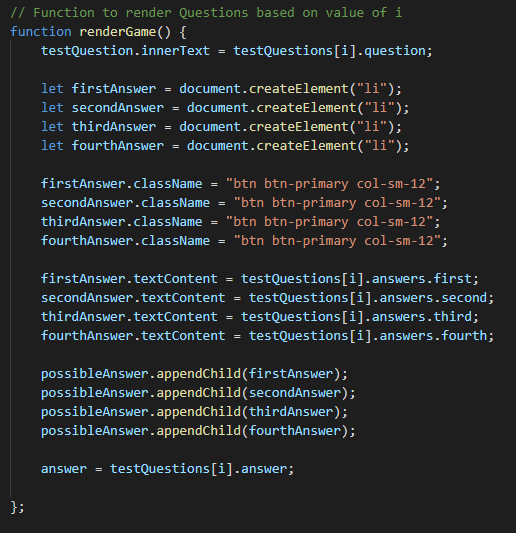 // Function to render Questions based on value of i
function renderGame() {
    testQuestion.innerText = testQuestions[i].question;

    let firstAnswer = document.createElement("li");
    let secondAnswer = document.createElement("li");
    let thirdAnswer = document.createElement("li");
    let fourthAnswer = document.createElement("li");

    firstAnswer.className = "btn btn-primary col-sm-12";
    secondAnswer.className = "btn btn-primary col-sm-12";
    thirdAnswer.className = "btn btn-primary col-sm-12";
    fourthAnswer.className = "btn btn-primary col-sm-12";

    firstAnswer.textContent = testQuestions[i].answers.first;
    secondAnswer.textContent = testQuestions[i].answers.second;
    thirdAnswer.textContent = testQuestions[i].answers.third;
    fourthAnswer.textContent = testQuestions[i].answers.fourth;

    possibleAnswer.appendChild(firstAnswer);
    possibleAnswer.appendChild(secondAnswer);
    possibleAnswer.appendChild(thirdAnswer);
    possibleAnswer.appendChild(fourthAnswer);

    answer = testQuestions[i].answer;

};